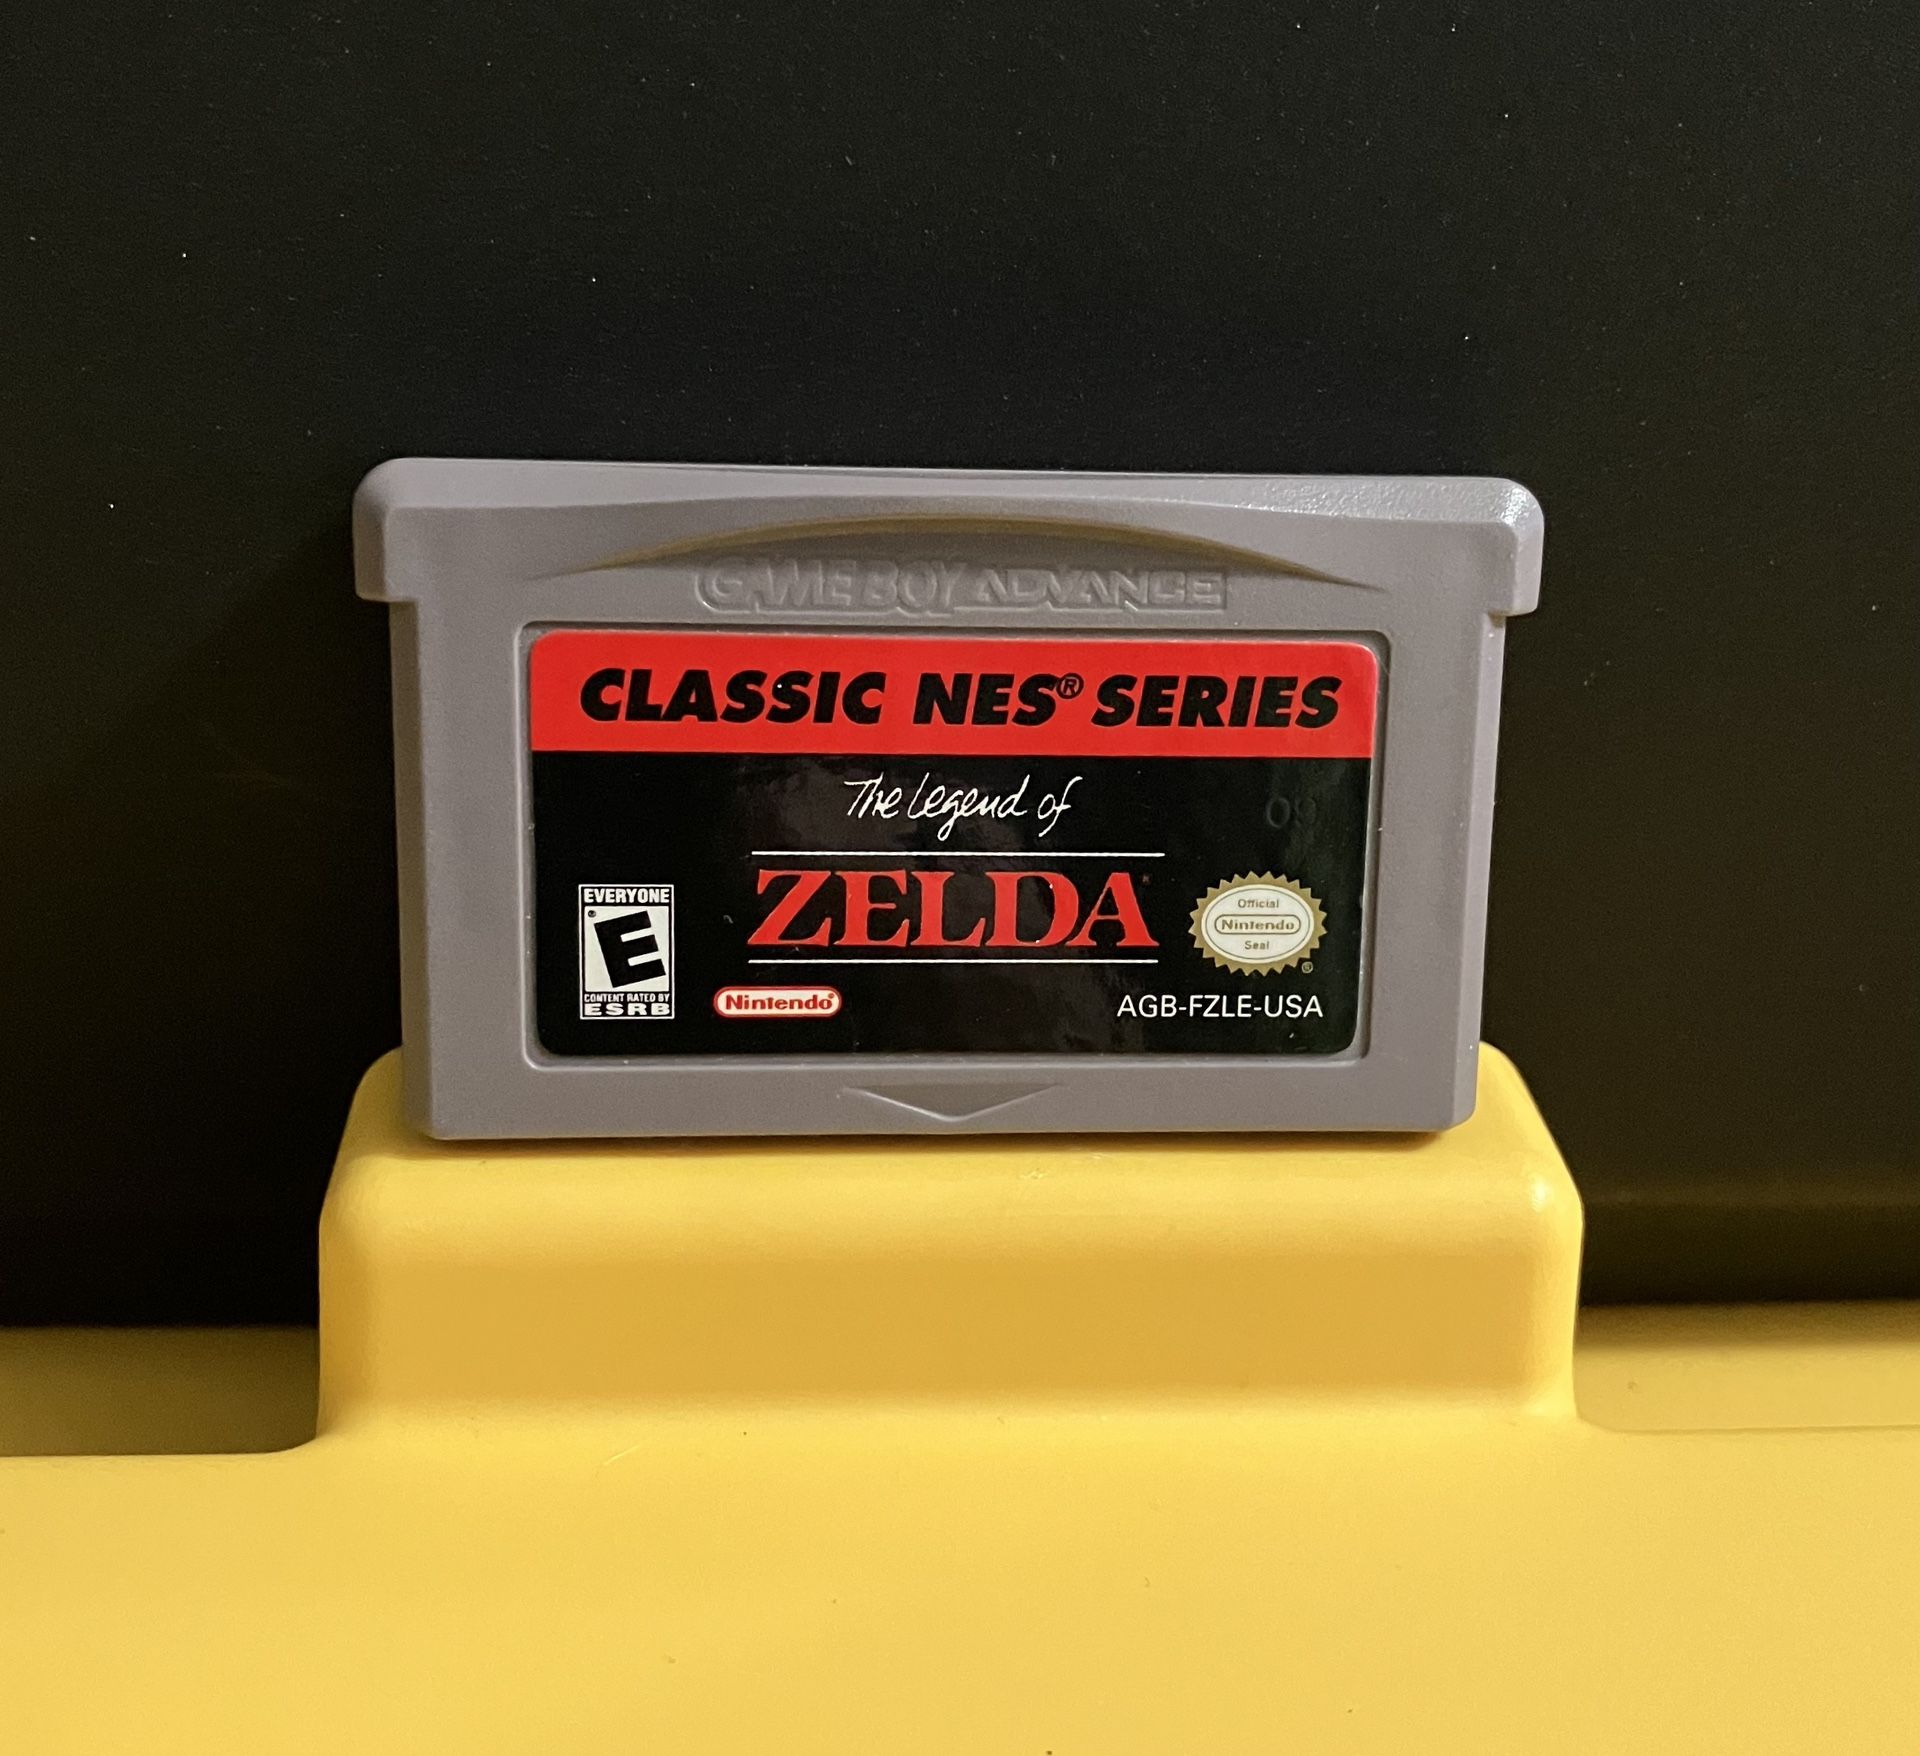 GAME BOY ADVANCE
CLASSIC NES® SERIES
The Legend of
ZELDA
EVERYONE
E
CONTENT RATED BY
ESRB
Nintendo®
Official
Nintendo
Seal
®
AGB-FZLE-USA
09